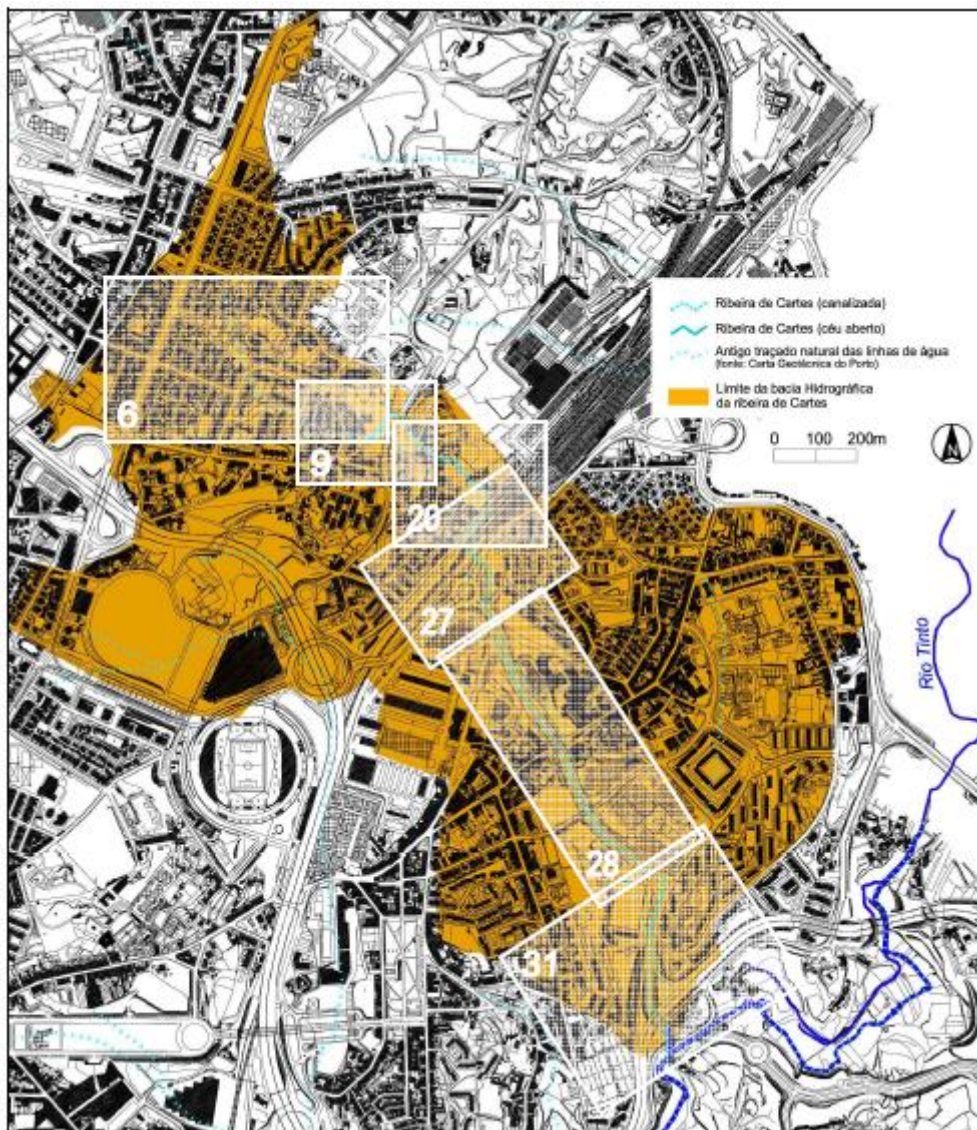 Ribeira de Cartes (canalizada)
Ribeira de Cartes (céu aberto)
Antigo traçado natural das linhas de água
(fonte: Carta Geotécnica do Porto)
Limite da bacia Hidrográfica
da ribeira de Cartes
0 100 200m
N
6
9
20
27
28
31
Rio Tinto